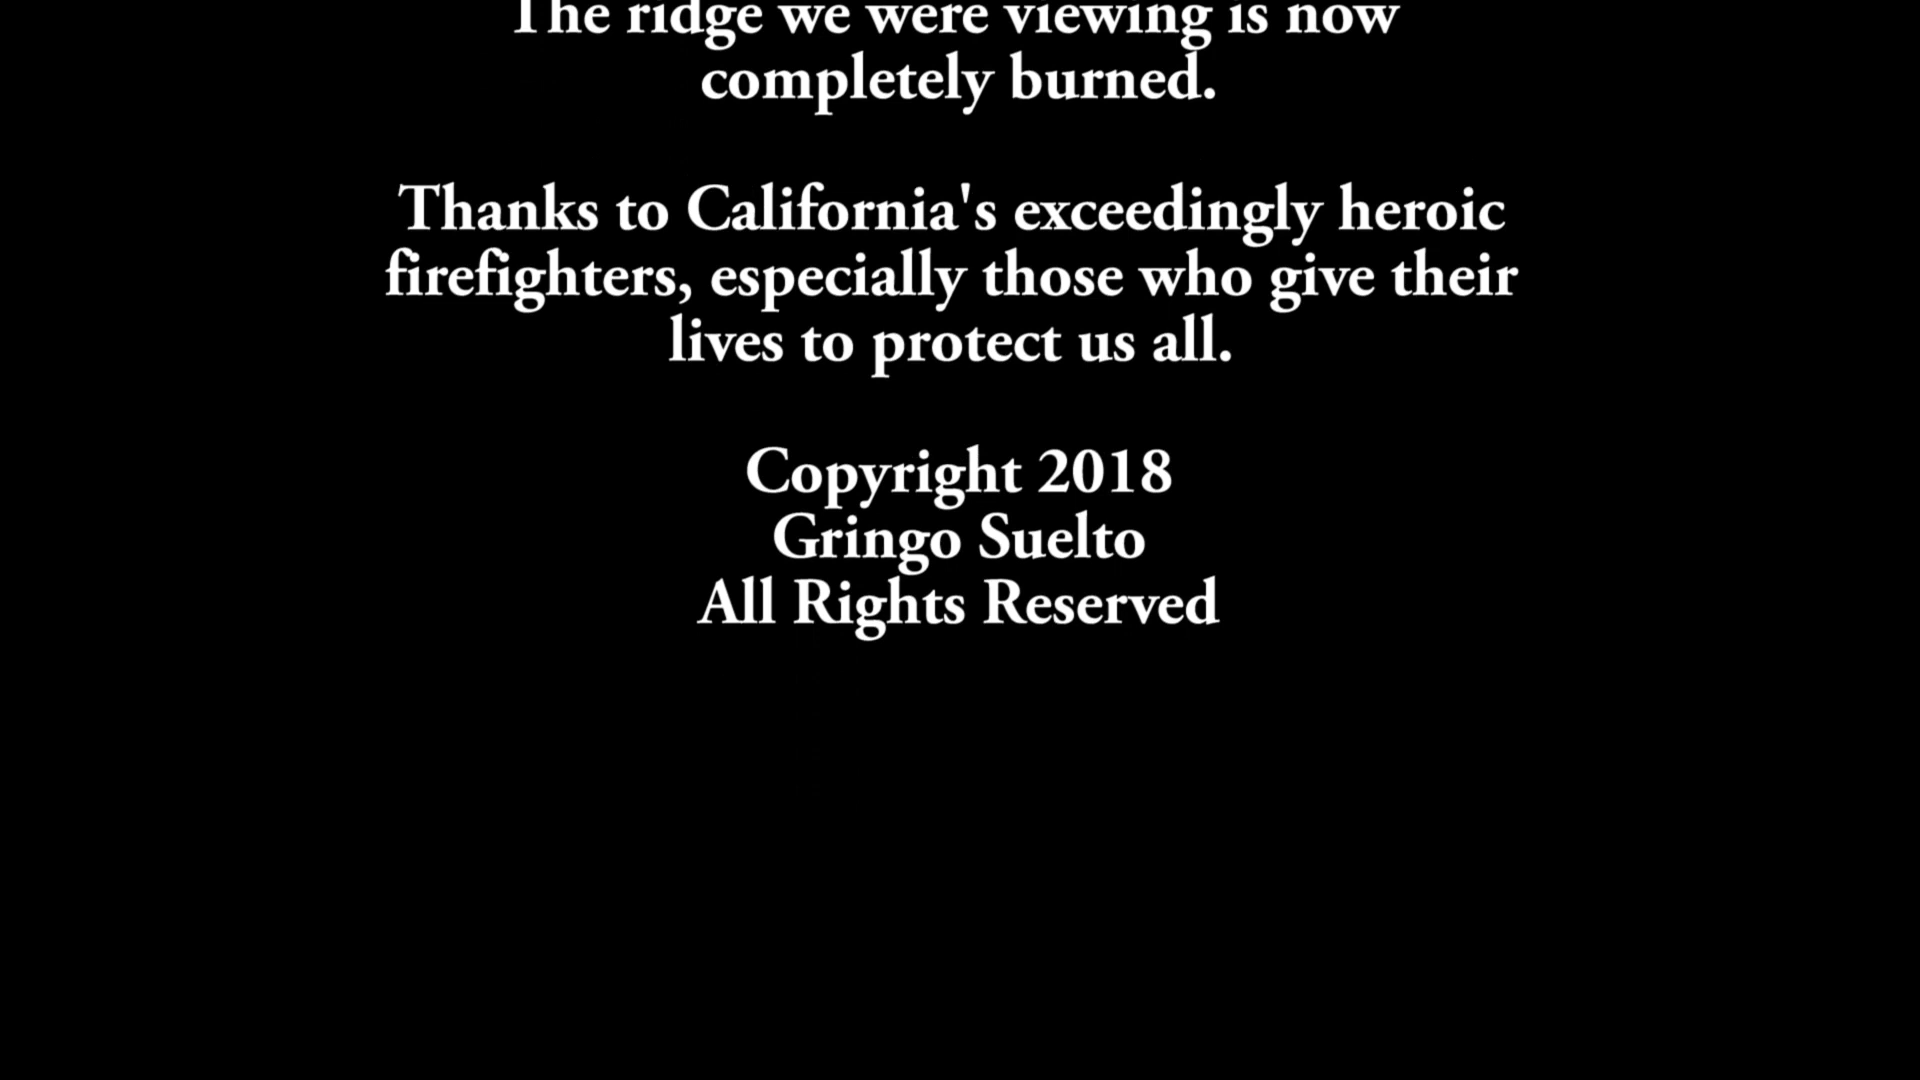 The ridge we were viewing is now
completely burned.
Thanks to California's exceedingly heroic
firefighters, especially those who give their
lives to protect us all.
Copyright 2018
Gringo Suelto
All Rights Reserved